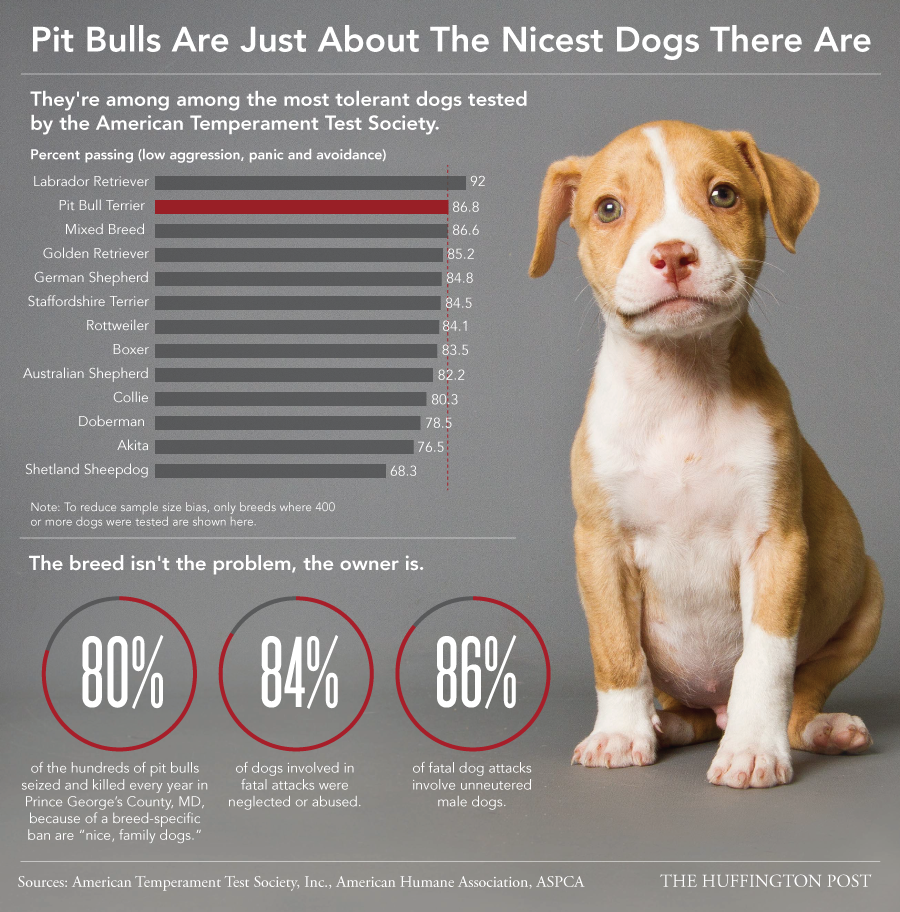 Pit Bulls Are Just About The Nicest Dogs There Are
They're among among the most tolerant dogs tested
by the American Temperament Test Society.
Percent passing (low aggression, panic and avoidance)
Labrador Retriever 92
Pit Bull Terrier 86.8
Mixed Breed 86.6
Golden Retriever 85.2
German Shepherd 84.8
Staffordshire Terrier 84.5
Rottweiler 84.1
Boxer 83.5
Australian Shepherd 82.2
Collie 80.3
Doberman 78.5
Akita 76.5
Shetland Sheepdog 68.3
Note: To reduce sample size bias, only breeds where 400
or more dogs were tested are shown here.
The breed isn't the problem, the owner is.
80%
of the hundreds of pit bulls
seized and killed every year in
Prince George's County, MD,
because of a breed-specific
ban are “nice, family dogs.”
84%
of dogs involved in
fatal attacks were
neglected or abused.
86%
of fatal dog attacks
involve unneutered
male dogs.
Sources: American Temperament Test Society, Inc., American Humane Association, ASPCA
THE HUFFINGTON POST